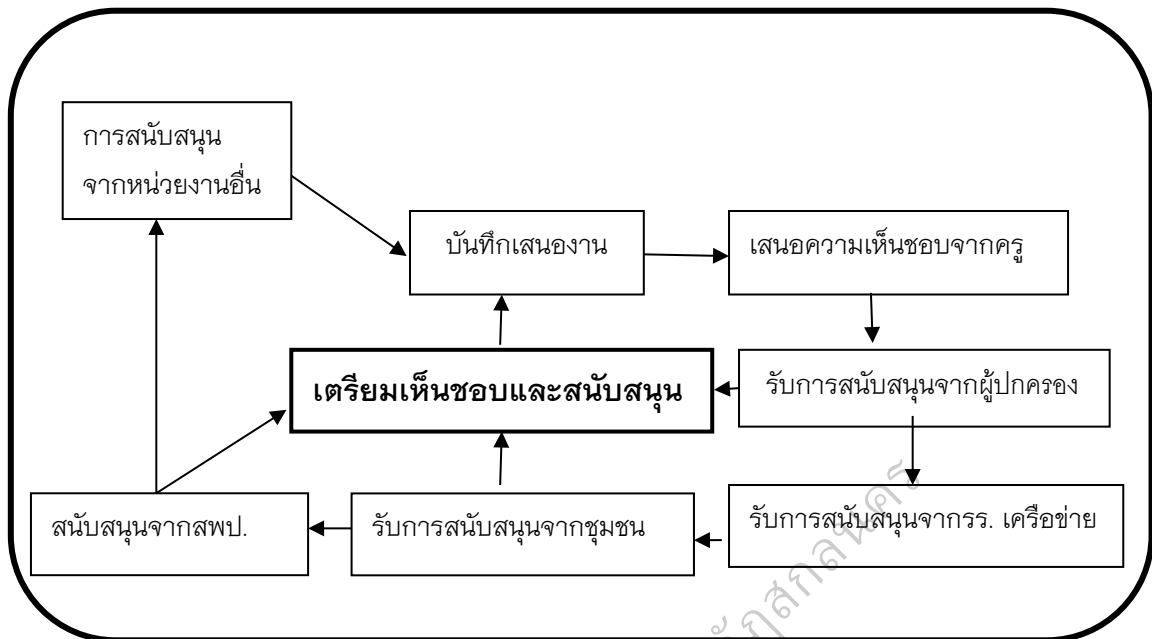 การสนับสนุน
จากหน่วยงานอื่น
บันทึกเสนองาน
เสนอความเห็นชอบจากครู
เตรียมเห็นชอบและสนับสนุน
รับการสนับสนุนจากผู้ปกครอง
สนับสนุนจากสพป.
รับการสนับสนุนจากชุมชน
รับการสนับสนุนจากรร. เครือข่าย